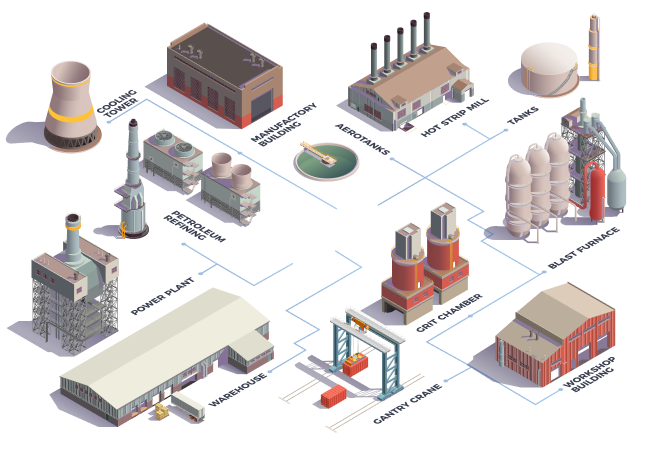 COOLING
TOWER
MANUFACTORY
BUILDING
AEROTANKS
HOT STRIP MILL
TANKS
PETROLEUM
REFINING
BLAST FURNACE
POWER PLANT
GRIT CHAMBER
WAREHOUSE
GANTRY CRANE
WORKSHOP
BUILDING